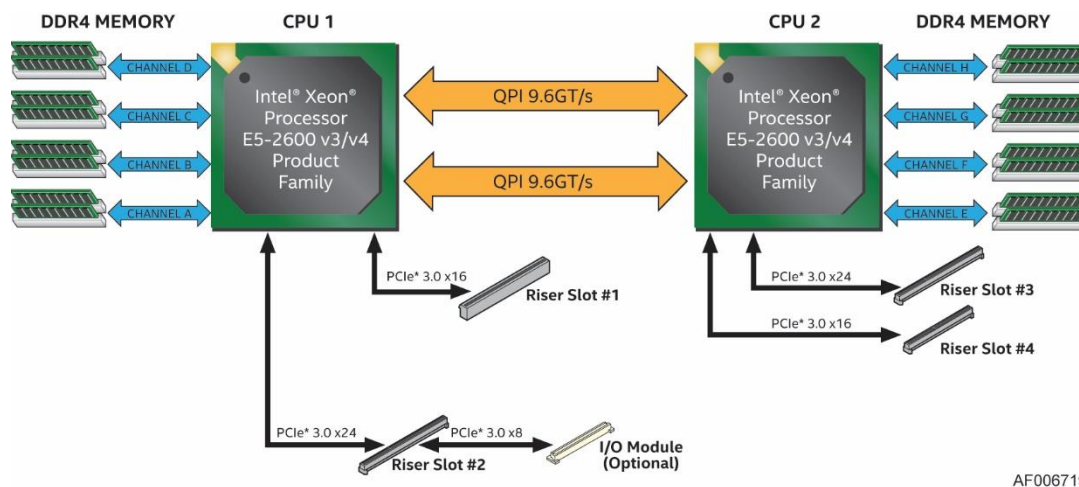 DDR4 MEMORY
CPU 1
CPU 2
DDR4 MEMORY
CHANNEL D
CHANNEL C
CHANNEL B
CHANNEL A
Intel® Xeon®
Processor
E5-2600 v3/v4
Product
Family
QPI 9.6GT/s
QPI 9.6GT/s
Intel® Xeon®
Processor
E5-2600 v3/v4
Product
Family
CHANNEL H
CHANNEL G
CHANNEL F
CHANNEL E
PCIe* 3.0 x16
Riser Slot #1
PCIe* 3.0 x24
Riser Slot #3
PCIe* 3.0 x16
Riser Slot #4
PCIe* 3.0 x24
Riser Slot #2
PCIe* 3.0 x8
I/O Module
(Optional)